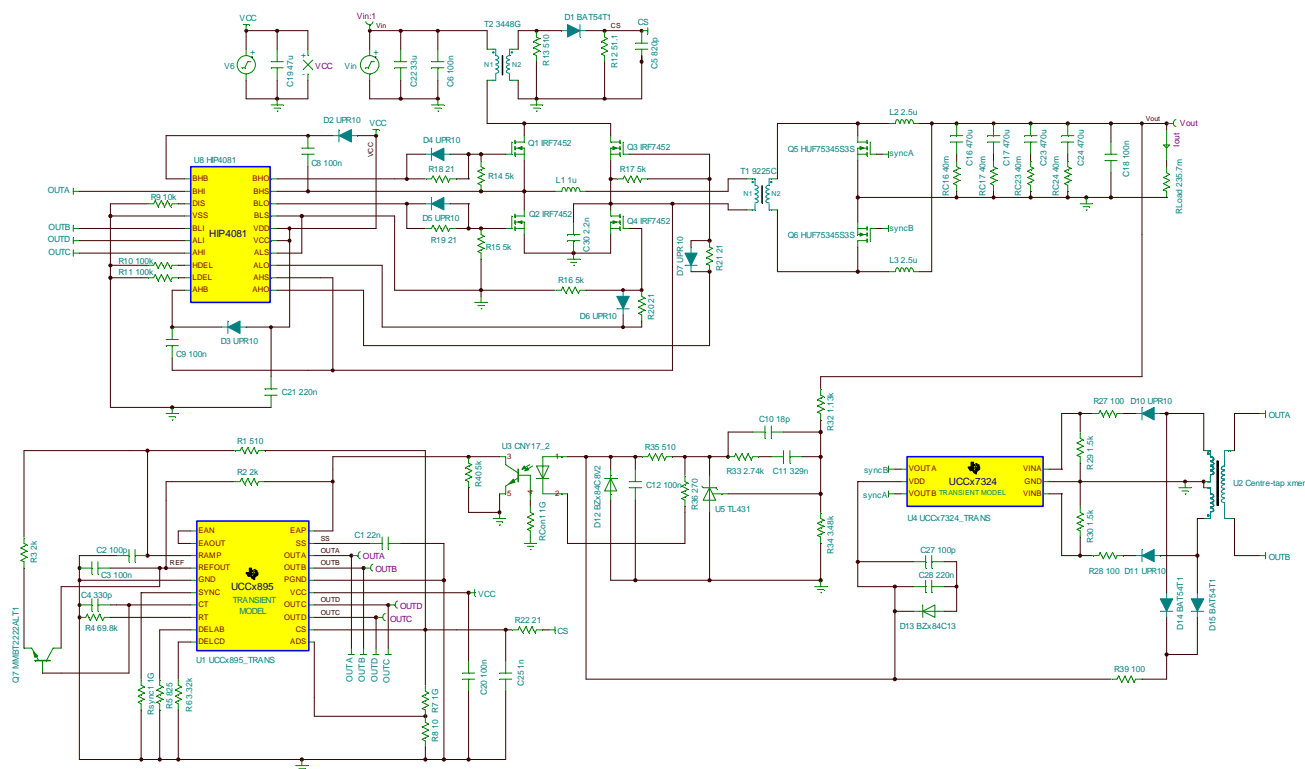 VCC
V6
C19 47u
VCC
Vin:1
Vin
Vin
C22 33u
C6 100n
T2 3448G
N1
N2
R13 510
D1 BAT54T1
CS
R12 51.1
CS
C5 820p
D2 UPR10
VCC
VCC
C8 100n
D4 UPR10
R18 21
R14 5k
Q1 IRF7452
Q3 IRF7452
R17 5k
L1 1u
D5 UPR10
R19 21
R15 5k
Q2 IRF7452
C30 2.2n
Q4 IRF7452
D7 UPR10
R21 21
R16 5k
D6 UPR10
R20 21
U8 HIP4081
HIP4081
BHB
BHI
DIS
VSS
BLI
ALI
AHI
HDEL
LDEL
AHB
BHO
BHS
BLO
BLS
VDD
VCC
ALS
ALO
AHS
AHO
OUTA
R9 10k
OUTB
OUTD
OUTC
R10 100k
R11 100k
D3 UPR10
C9 100n
C21 220n
T1 9225C
N1
N2
Q5 HUF75345S3S
syncA
Q6 HUF75345S3S
syncB
L2 2.5u
L3 2.5u
RC16 40m
C16 470u
RC17 40m
C17 470u
RC23 40m
C23 470u
RC24 40m
C24 470u
C18 100n
Vout
Vout
Iout
RLoad 235.7m
R1 510
R2 2k
R3 2k
C2 100p
C3 100n
REF
C4 330p
R4 69.8k
Q7 MMBT2222ALT1
Rsync1 1G
R5 825
R6 3.32k
EAN
EAOUT
RAMP
REFOUT
GND
SYNC
CT
RT
DELAB
DELCD
EAP
SS
OUTA
OUTB
PGND
VCC
OUTC
OUTD
CS
ADS
UCCx895
TRANSIENT
MODEL
U1 UCCx895_TRANS
SS
C1 22n
OUTA
OUTA
OUTB
OUTB
VCC
OUTD
OUTD
OUTC
OUTC
OUTA
OUTB
OUTD
OUTC
R22 21
CS
C20 100n
C25 1n
R7 1G
R8 10
U3 CNY17_2
3
5
1
2
R40 5k
RCon1 1G
D12 BZx84C8V2
C12 100n
R35 510
R36 270
U5 TL431
C10 18p
R33 2.74k
C11 329n
R32 1.13k
R34 3.48k
syncB
syncA
VOUTA
VDD
VOUTB
UCCx7324
TRANSIENT MODEL
VINA
GND
VINB
U4 UCCx7324_TRANS
R27 100
D10 UPR10
R29 1.5k
R30 1.5k
R28 100
D11 UPR10
OUTA
U2 Centre-tap xmer
OUTB
C27 100p
C28 220n
D13 BZx84C13
D14 BAT54T1
D15 BAT54T1
R39 100